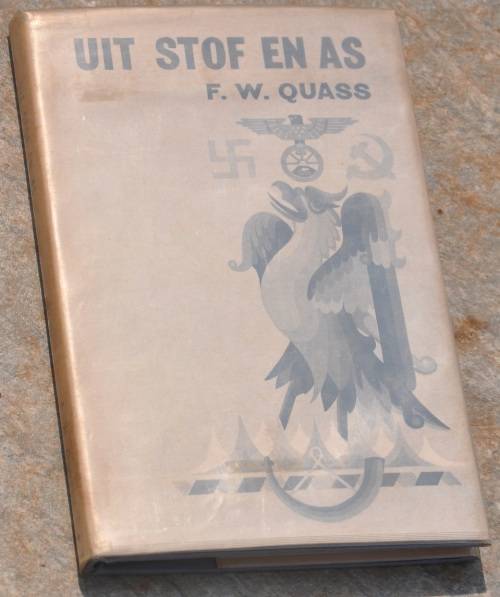 UIT STOF EN AS
F. W. QUASS